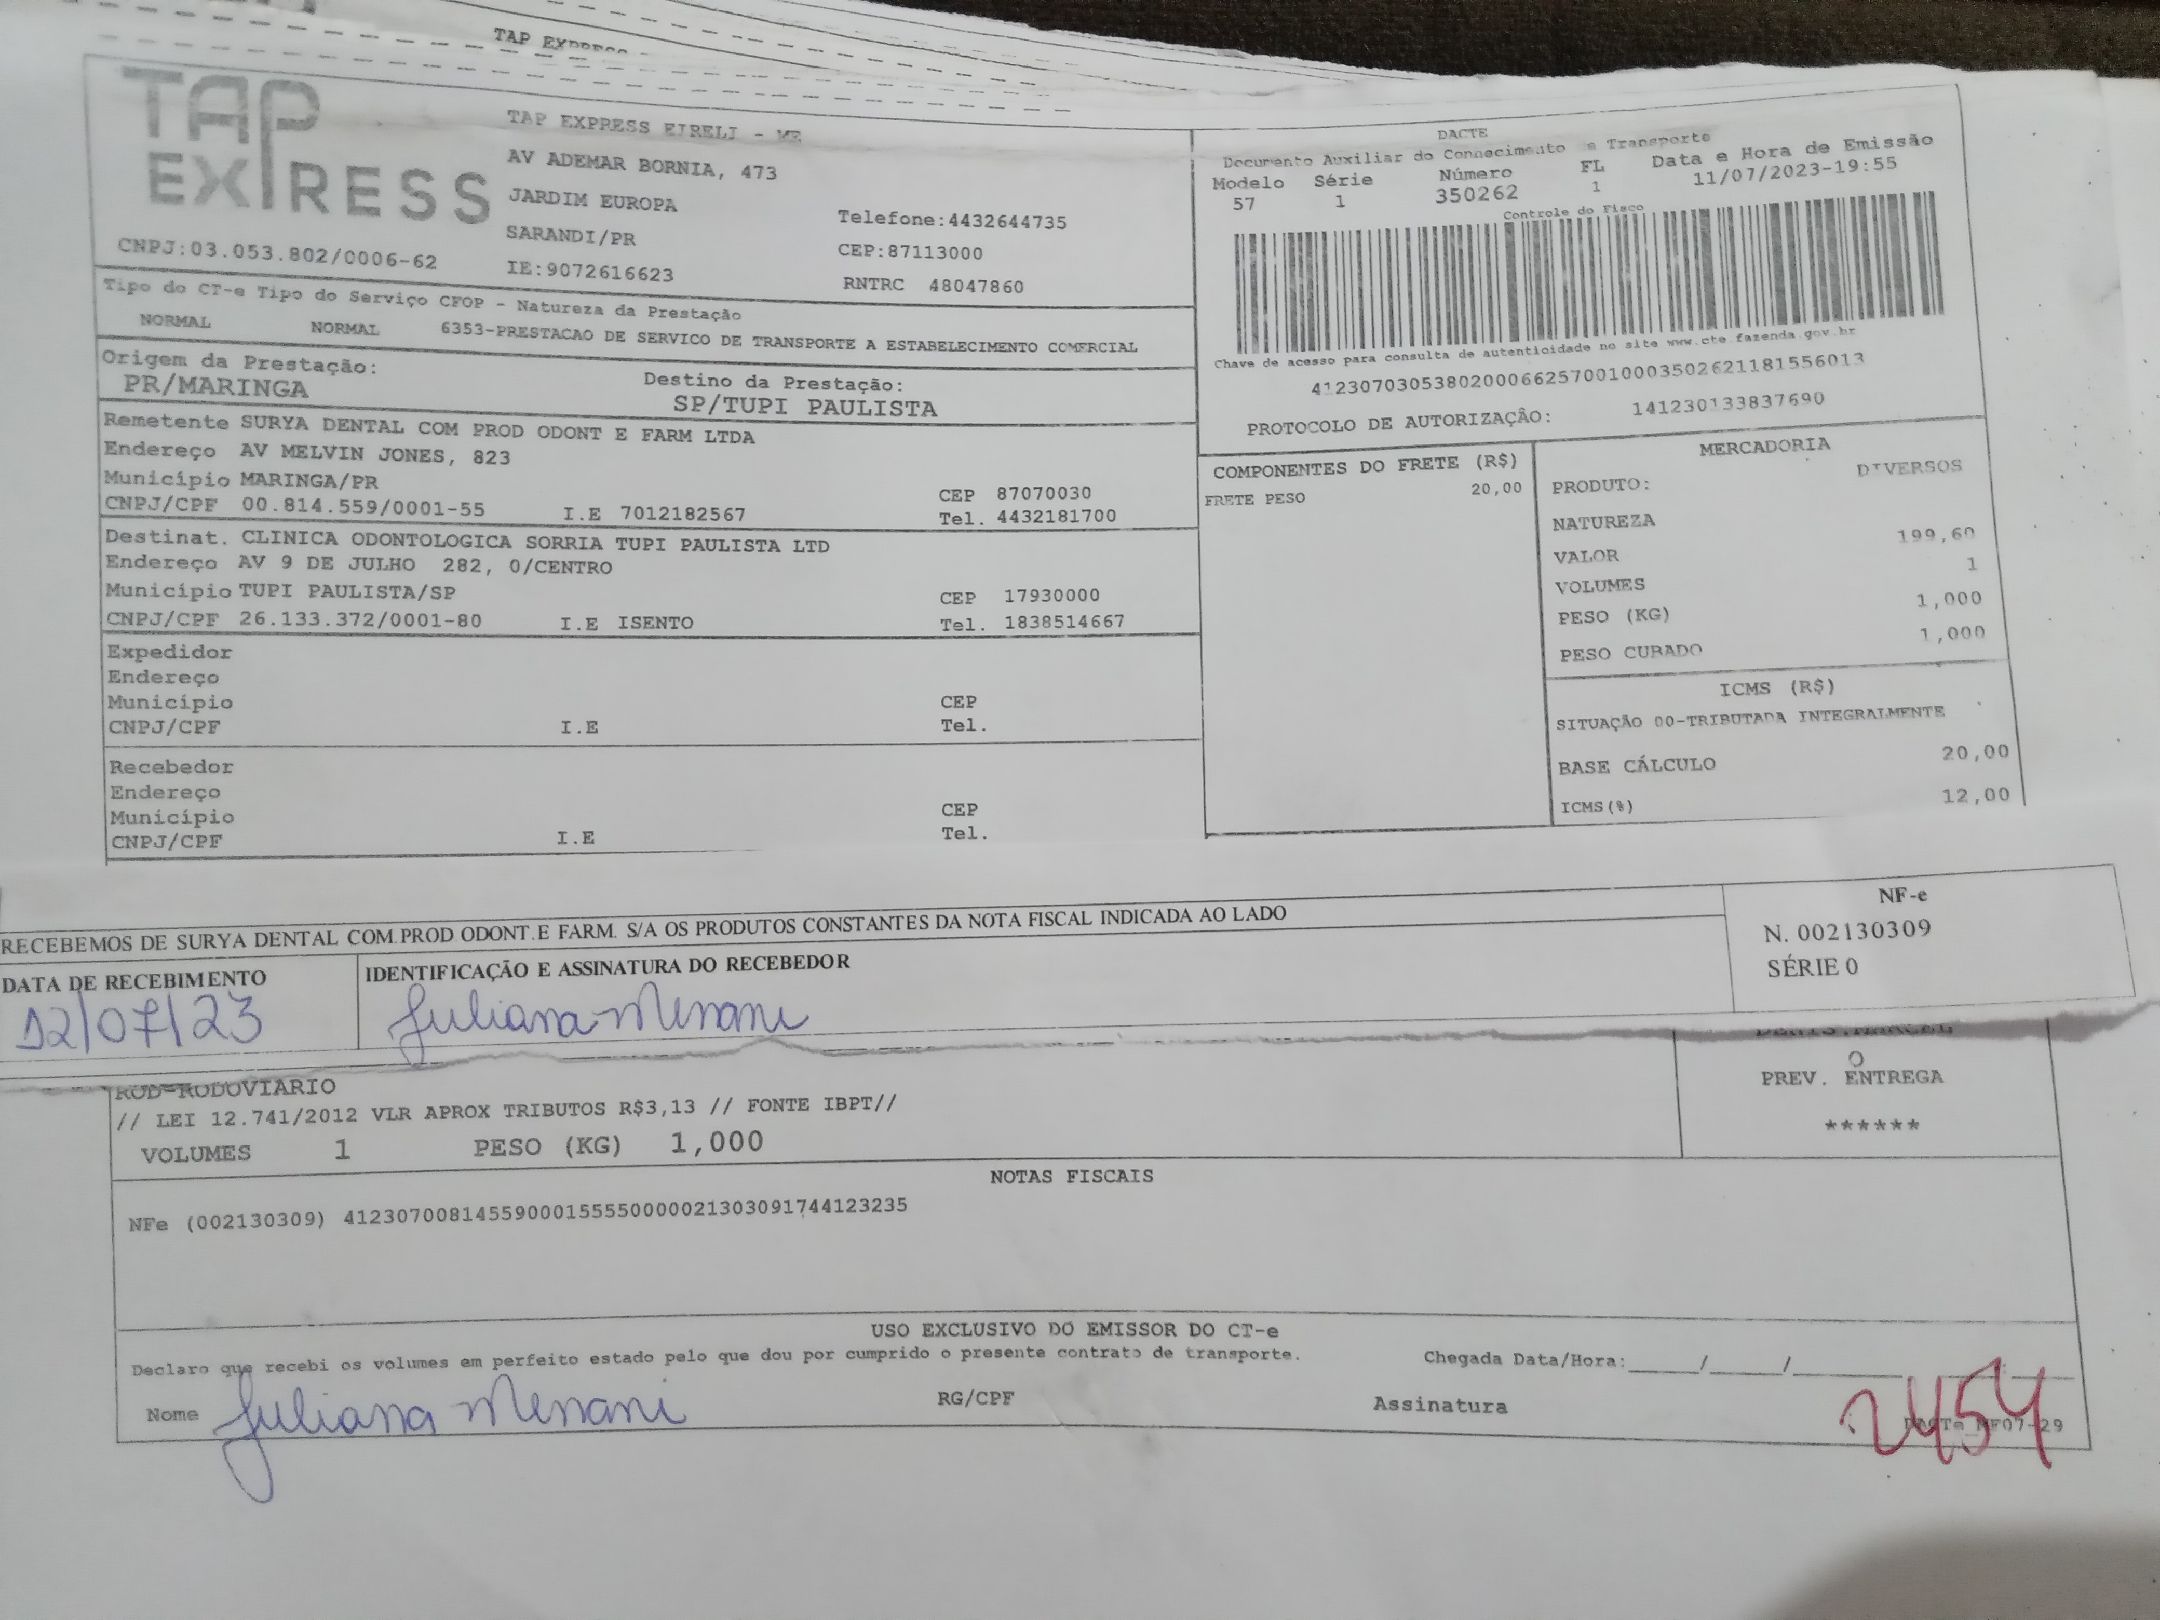 TAP EXPRESS
TAP EXPRESS
TAP EXPRESS EIRELI - ME
AV ADEMAR BORNIA, 473
JARDIM EUROPA
SARANDI/PR
IE:9072616623
CNPJ:03.053.802/0006-62
Telefone:4432644735
CEP:87113000
RNTRC 48047860
DACTE
Documento Auxiliar do Connecimento e Transporte
Modelo Série Número FL Data e Hora de Emissão
57 1 350262 1 11/07/2023-19:55
Controle do Fisco
Chave de acesso para consulta de autenticidade no site www.cte.fazenda.gov.br
41230703053802000662570010003502621181556013
PROTOCOLO DE AUTORIZAÇÂO: 141230133837690
Tipo do CT-e Tipo do Serviço CFOP - Natureza da Prestação
NORMAL NORMAL 6353-PRESTACAO DE SERVICO DE TRANSPORTE A ESTABELECIMENTO COMERCIAL
Origem da Prestação: Destino da Prestação:
PR/MARINGA SP/TUPI PAULISTA
Remetente SURYA DENTAL COM PROD ODONT E FARM LTDA
Endereço AV MELVIN JONES, 823
Município MARINGA/PR CEP 87070030
CNPJ/CPF 00.814.559/0001-55 I.E 7012182567 Tel. 4432181700
Destinat. CLINICA ODONTOLOGICA SORRIA TUPI PAULISTA LTD
Endereço AV 9 DE JULHO 282, 0/CENTRO
Município TUPI PAULISTA/SP CEP 17930000
CNPJ/CPF 26.133.372/0001-80 I.E ISENTO Tel. 1838514667
Expedidor
Endereço
Município CEP
CNPJ/CPF I.E Tel.
Recebedor
Endereço
Município CEP
CNPJ/CPF I.E Tel.
COMPONENTES DO FRETE (R$)
FRETE PESO 20,00
MERCADORIA
PRODUTO: DIVERSOS
NATUREZA
VALOR 199,60
VOLUMES 1
PESO (KG) 1,000
PESO CUBADO 1,000
ICMS (R$)
SITUAÇÃO 00-TRIBUTADA INTEGRALMENTE
BASE CÁLCULO 20,00
ICMS(%) 12,00
RECEBEMOS DE SURYA DENTAL COM.PROD.ODONT.E FARM. S/A OS PRODUTOS CONSTANTES DA NOTA FISCAL INDICADA AO LADO
DATA DE RECEBIMENTO IDENTIFICAÇÃO E ASSINATURA DO RECEBEDOR
12/07/23 Juliana Menani
NF-e
N. 002130309
SÉRIE 0
ROD-RODOVIARIO
// LEI 12.741/2012 VLR APROX TRIBUTOS R$3,13 // FONTE IBPT//
VOLUMES 1 PESO (KG) 1,000
DENIS.MARCEL
O
PREV. ENTREGA
******
NOTAS FISCAIS
NFe (002130309) 41230700814559000155550000021303091744123235
USO EXCLUSIVO DO EMISSOR DO CT-e
Declaro que recebi os volumes em perfeito estado pelo que dou por cumprido o presente contrato de transporte. Chegada Data/Hora:_____/_____/_____
Nome Juliana Menani RG/CPF Assinatura
2454